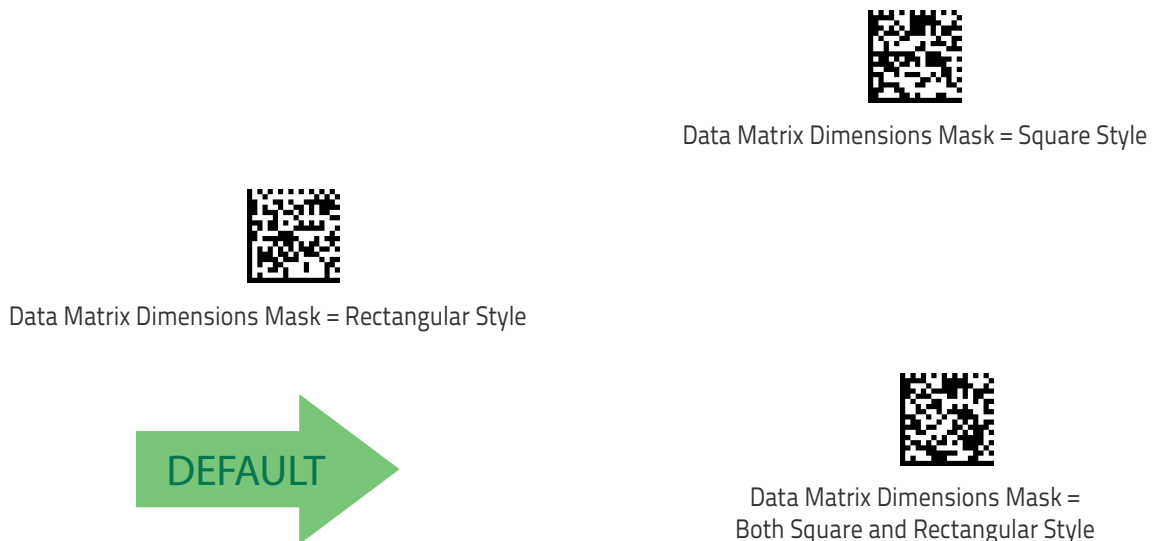 Data Matrix Dimensions Mask = Square Style
Data Matrix Dimensions Mask = Rectangular Style
DEFAULT
Data Matrix Dimensions Mask =
Both Square and Rectangular Style